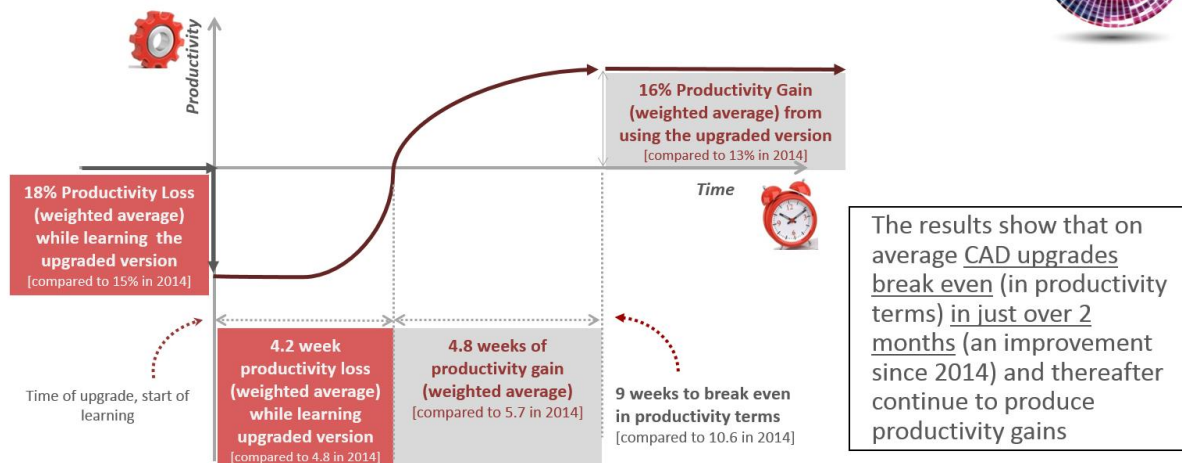 Productivity
16% Productivity Gain
(weighted average) from
using the upgraded version
[compared to 13% in 2014]
Time
18% Productivity Loss
(weighted average)
while learning the
upgraded version
[compared to 15% in 2014]
The results show that on
average CAD upgrades
break even (in productivity
terms) in just over 2
months (an improvement
since 2014) and thereafter
continue to produce
productivity gains
Time of upgrade, start of
learning
4.2 week
productivity loss
(weighted average)
while learning
upgraded version
[compared to 4.8 in 2014]
4.8 weeks of
productivity gain
(weighted average)
[compared to 5.7 in 2014]
9 weeks to break even
in productivity terms
[compared to 10.6 in 2014]